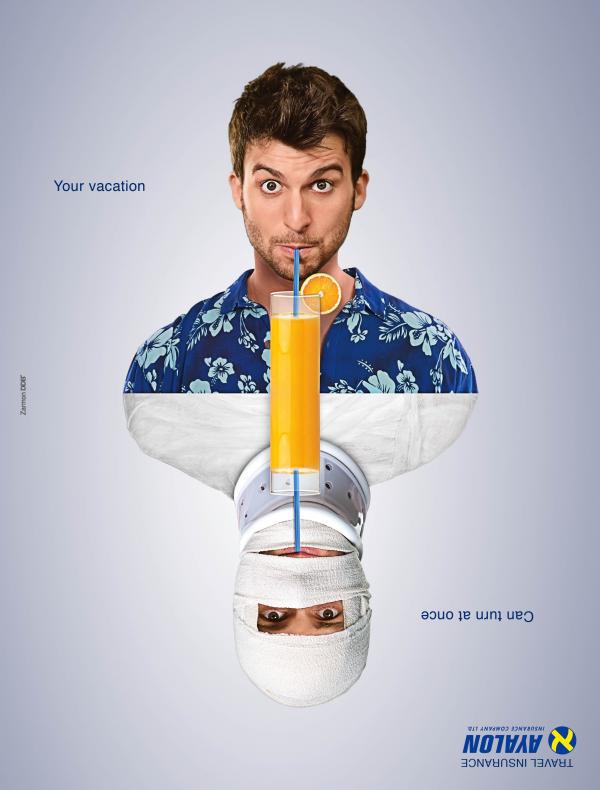 Your vacation
Zarmon DDB'
Can turn at once
AYALON
INSURANCE COMPANY LTD.
TRAVEL INSURANCE